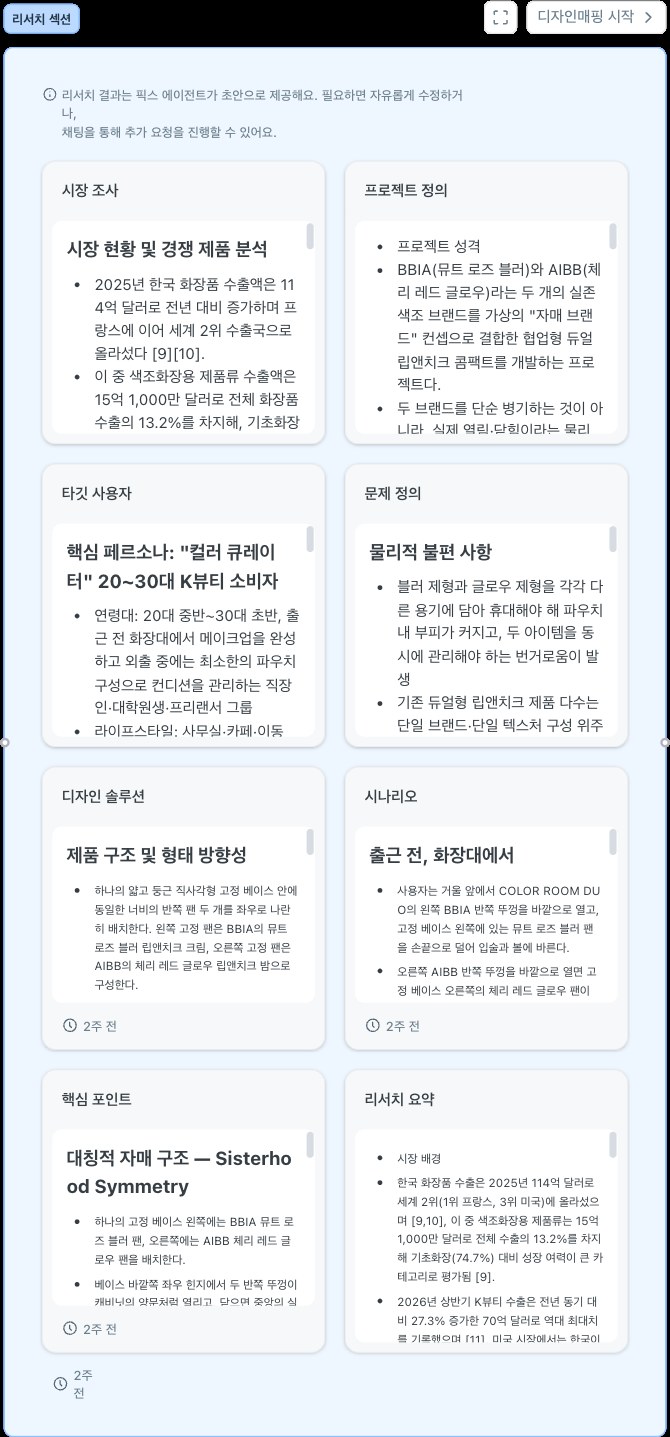 리서치 섹션
디자인매핑 시작
리서치 결과는 픽스 에이전트가 초안으로 제공해요. 필요하면 자유롭게 수정하거
나,
채팅을 통해 추가 요청을 진행할 수 있어요.
시장 조사
시장 현황 및 경쟁 제품 분석
2025년 한국 화장품 수출액은 11
4억 달러로 전년 대비 증가하며 프
랑스에 이어 세계 2위 수출국으로
올라섰다 [9][10].
이 중 색조화장용 제품류 수출액은
15억 1,000만 달러로 전체 화장품
수출의 13.2%를 차지해, 기초화장
프로젝트 정의
프로젝트 성격
BBIA(뮤트 로즈 블러)와 AIBB(체
리 레드 글로우)라는 두 개의 실존
색조 브랜드를 가상의 "자매 브랜
드" 컨셉으로 결합한 협업형 듀얼
립앤치크 콤팩트를 개발하는 프로
젝트다.
두 브랜드를 단순 병기하는 것이 아
니라, 실제 열림·닫힘이라는 물리
타깃 사용자
핵심 페르소나: "컬러 큐레이
터" 20~30대 K뷰티 소비자
연령대: 20대 중반~30대 초반, 출
근 전 화장대에서 메이크업을 완성
하고 외출 중에는 최소한의 파우치
구성으로 컨디션을 관리하는 직장
인·대학원생·프리랜서 그룹
라이프스타일: 사무실·카페·이동
문제 정의
물리적 불편 사항
블러 제형과 글로우 제형을 각각 다
른 용기에 담아 휴대해야 해 파우치
내 부피가 커지고, 두 아이템을 동
시에 관리해야 하는 번거로움이 발
생
기존 듀얼형 립앤치크 제품 다수는
단일 브랜드·단일 텍스처 구성 위주
디자인 솔루션
제품 구조 및 형태 방향성
하나의 얇고 둥근 직사각형 고정 베이스 안에
동일한 너비의 반쪽 팬 두 개를 좌우로 나란
히 배치한다. 왼쪽 고정 팬은 BBIA의 뮤트
로즈 블러 립앤치크 크림, 오른쪽 고정 팬은
AIBB의 체리 레드 글로우 립앤치크 밤으로
구성한다.
2주 전
시나리오
출근 전, 화장대에서
사용자는 거울 앞에서 COLOR ROOM DU
O의 왼쪽 BBIA 반쪽 뚜껑을 바깥으로 열고,
고정 베이스 왼쪽에 있는 뮤트 로즈 블러 팬
을 손끝으로 덜어 입술과 볼에 바른다.
오른쪽 AIBB 반쪽 뚜껑을 바깥으로 열면 고
정 베이스 오른쪽의 체리 레드 글로우 팬이
2주 전
핵심 포인트
대칭적 자매 구조 — Sisterho
od Symmetry
하나의 고정 베이스 왼쪽에는 BBIA 뮤트 로
즈 블러 팬, 오른쪽에는 AIBB 체리 레드 글
로우 팬을 배치한다.
베이스 바깥쪽 좌우 힌지에서 두 반쪽 뚜껑이
캐비닛의 양문처럼 열리고, 닫으면 중앙의 실
2주 전
리서치 요약
시장 배경
한국 화장품 수출은 2025년 114억 달러로
세계 2위(1위 프랑스, 3위 미국)에 올라섰으
며 [9,10], 이 중 색조화장용 제품류는 15억
1,000만 달러로 전체 수출의 13.2%를 차지
해 기초화장(74.7%) 대비 성장 여력이 큰 카
테고리로 평가됨 [9].
2026년 상반기 K뷰티 수출은 전년 동기 대
비 27.3% 증가한 70억 달러로 역대 최대치
를 기록했으며 [11], 미국 시장에서는 한국이
2주
전